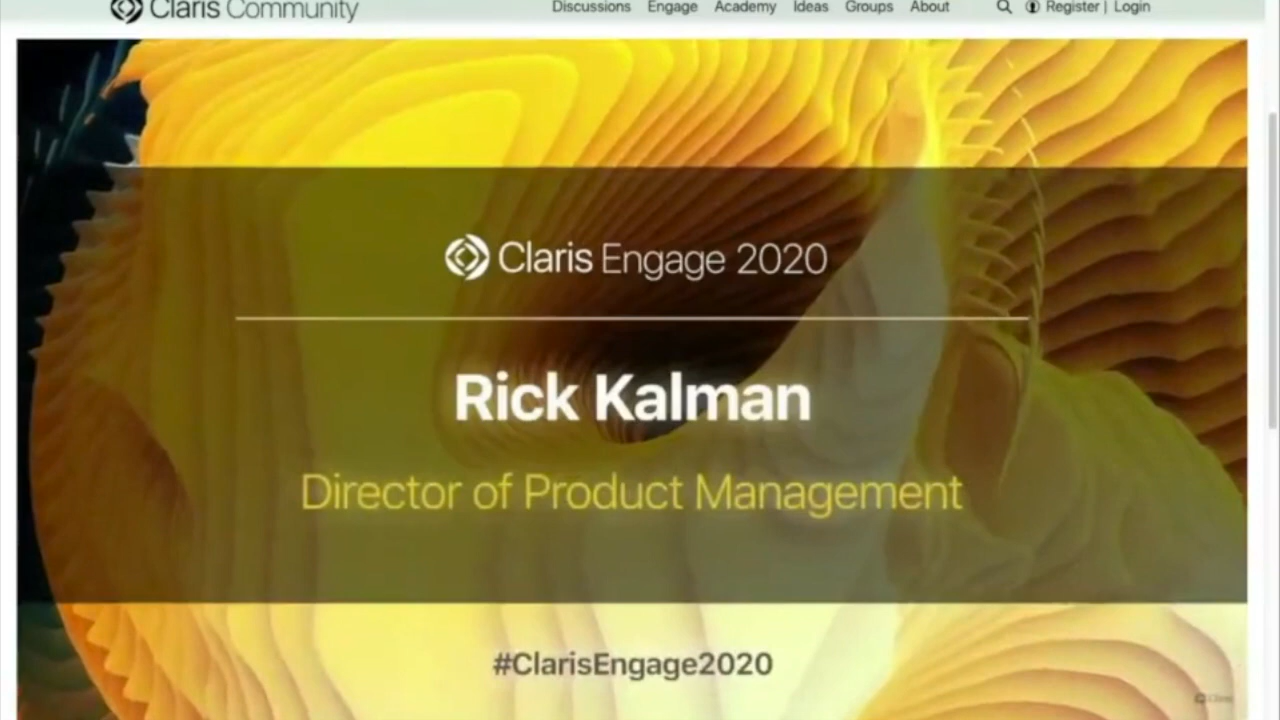 Claris Community
Discussions Engage Academy Ideas Groups About Register | Login
Claris Engage 2020
Rick Kalman
Director of Product Management
#ClarisEngage2020